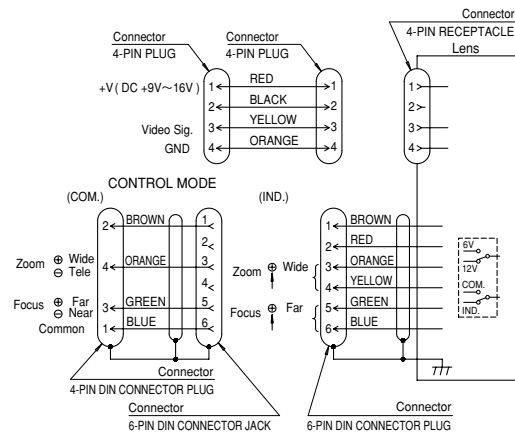 Connector
4-PIN PLUG
Connector
4-PIN PLUG
Connector
4-PIN RECEPTACLE
Lens
+V ( DC +9V～16V )
1
RED
1
1
2
BLACK
2
2
Video Sig.
3
YELLOW
3
3
GND
4
ORANGE
4
4
CONTROL MODE
(COM.)
(IND.)
2
BROWN
1
2
Zoom ⊕ Wide
⊖ Tele
4
ORANGE
3
4
Focus ⊕ Far
⊖ Near
3
GREEN
5
Common
1
BLUE
6
1
BROWN
2
RED
Zoom ⊕ Wide
3
ORANGE
4
YELLOW
Focus ⊕ Far
5
GREEN
6
BLUE
6V
12V
COM.
IND.
Connector
4-PIN DIN CONNECTOR PLUG
Connector
6-PIN DIN CONNECTOR JACK
Connector
6-PIN DIN CONNECTOR PLUG